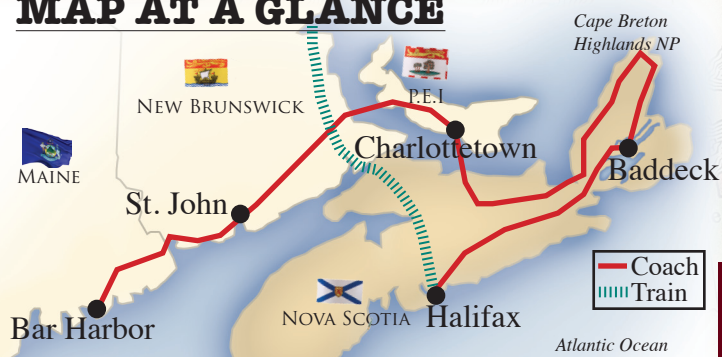 MAP AT A GLANCE
Cape Breton
Highlands NP
P.E.I
NEW BRUNSWICK
Charlottetown
MAINE
Baddeck
St. John
Coach
Train
NOVA SCOTIA
Halifax
Bar Harbor
Atlantic Ocean